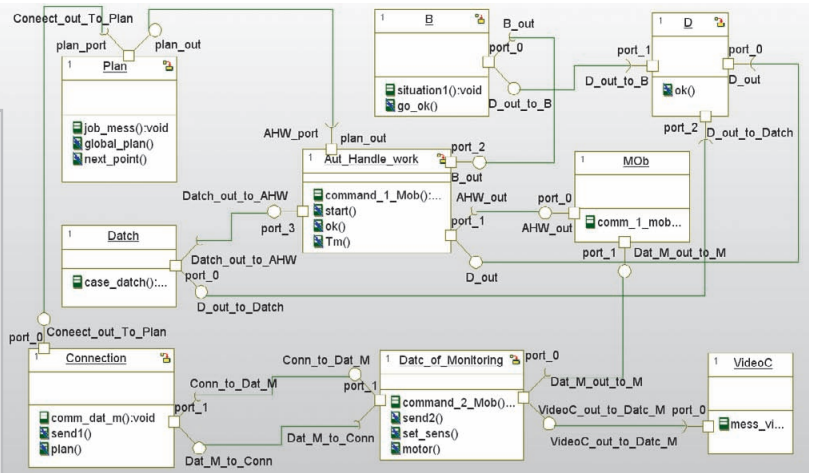 Coneect_out_To_Plan
plan_port
plan_out
1 Plan
job_mess():void
global_plan()
next_point()
1 B
B_out
port_0
situation1():void
go_ok()
D_out_to_B
1 D
port_1
D_out_to_B
port_0
D_out
ok()
port_2
D_out_to_Datch
AHW_port
plan_out
1 Aut_Handle_work
command_1_Mob():...
start()
ok()
Tm()
port_2
B_out
AHW_out
port_1
D_out
port_3
Datch_out_to_AHW
1 MOb
port_0
AHW_out
comm_1_mob...
port_1
Dat_M_out_to_M
1 Datch
case_datch():...
Datch_out_to_AHW
port_0
D_out_to_Datch
port_0
Coneect_out_To_Plan
1 Connection
comm_dat_m():void
send1()
plan()
Conn_to_Dat_M
port_1
Dat_M_to_Conn
Conn_to_Dat_M
port_1
Dat_M_to_Conn
1 Datc_of_Monitoring
command_2_Mob()...
send2()
set_sens()
motor()
port_0
Dat_M_out_to_M
VideoC_out_to_Datc_M
port_0
VideoC_out_to_Datc_M
1 VideoC
mess_vi...